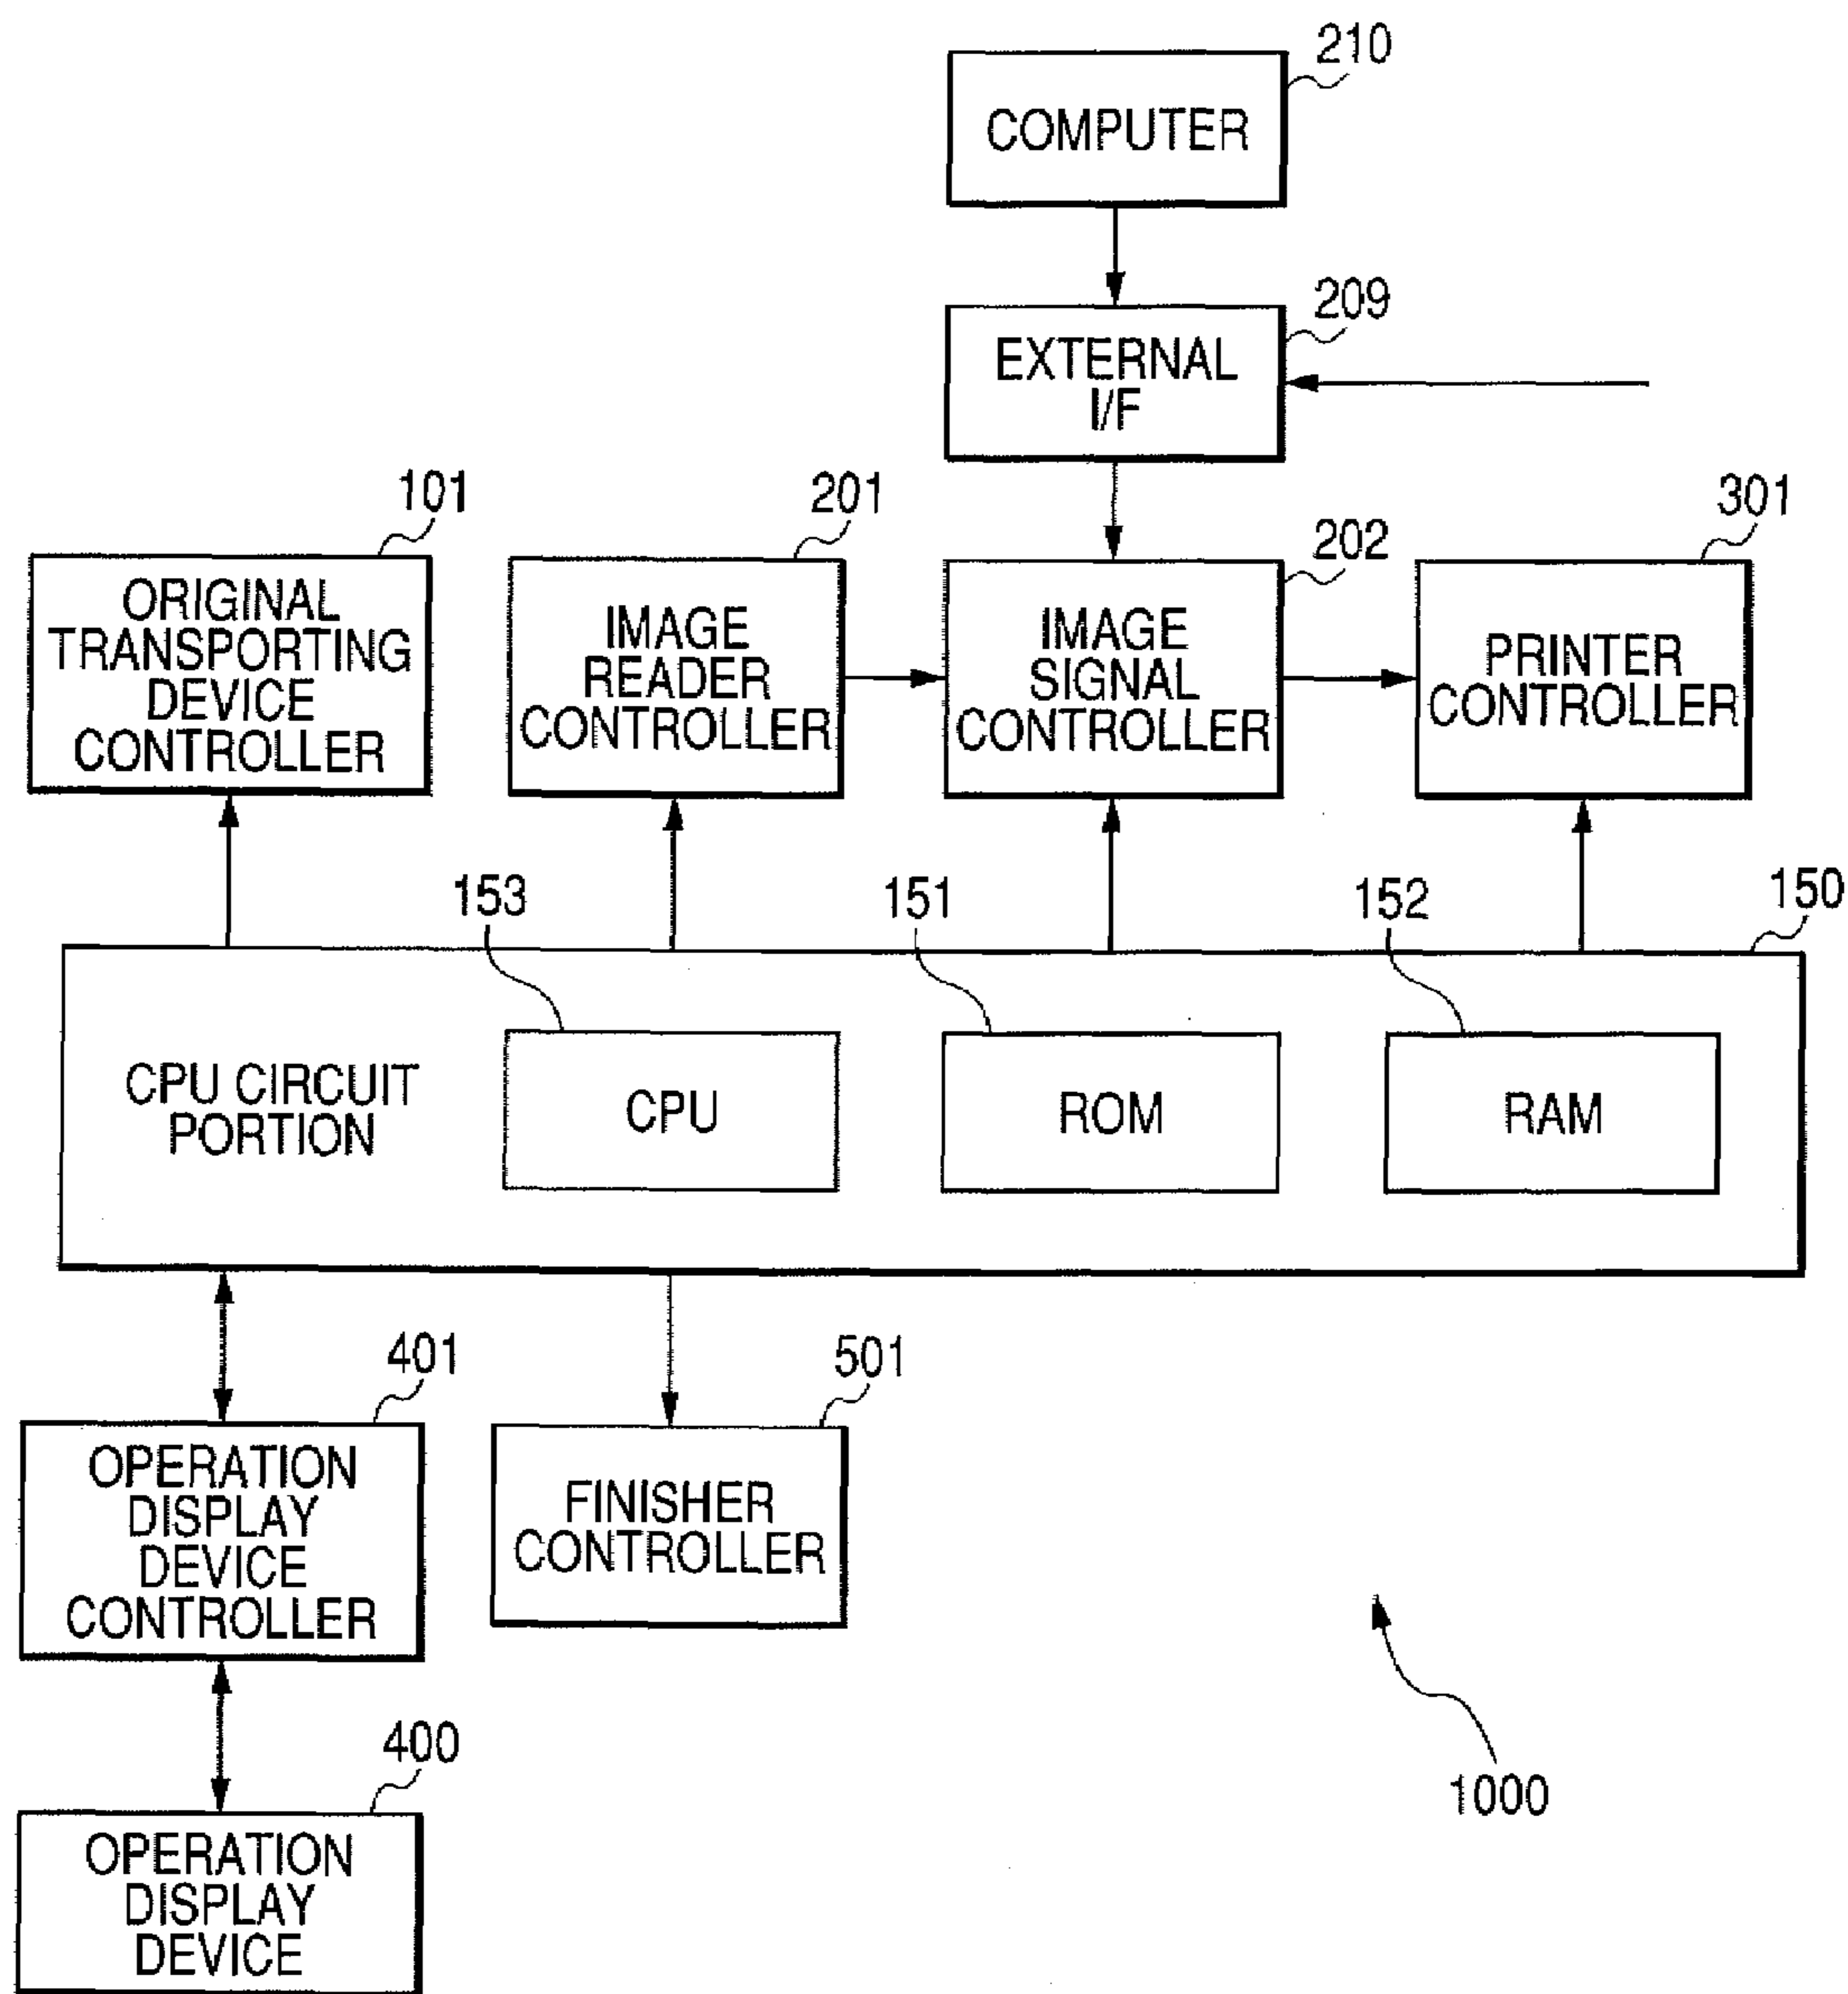 210
COMPUTER
209
EXTERNAL
I/F
101
201
202
301
ORIGINAL
TRANSPORTING
DEVICE
CONTROLLER
IMAGE
READER
CONTROLLER
IMAGE
SIGNAL
CONTROLLER
PRINTER
CONTROLLER
153
151
152
150
CPU CIRCUIT
PORTION
CPU
ROM
RAM
401
501
OPERATION
DISPLAY
DEVICE
CONTROLLER
FINISHER
CONTROLLER
400
OPERATION
DISPLAY
DEVICE
1000